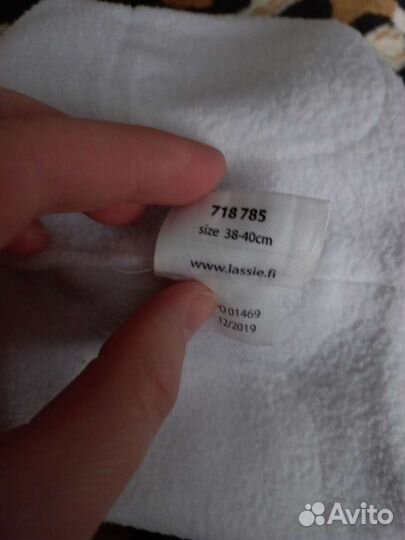 718 785
size 38-40cm
www.lassie.fi
O 01469
12/2019
Avito